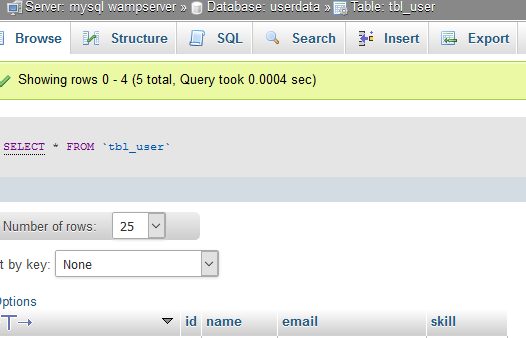 Server: mysql wampserver » Database: userdata » Table: tbl_user
Browse Structure SQL Search Insert Export
Showing rows 0 - 4 (5 total, Query took 0.0004 sec)
SELECT * FROM `tbl_user`
Number of rows: 25
t by key: None
Options
id name email skill